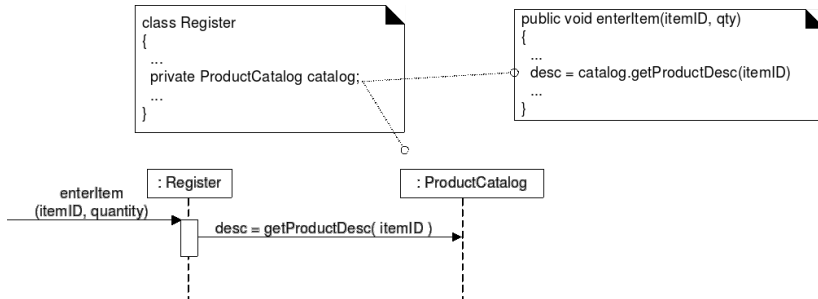 class Register
{
...
private ProductCatalog catalog;
...
}
public void enterItem(itemID, qty)
{
...
desc = catalog.getProductDesc(itemID)
...
}
: Register
: ProductCatalog
enterItem
(itemID, quantity)
desc = getProductDesc( itemID )